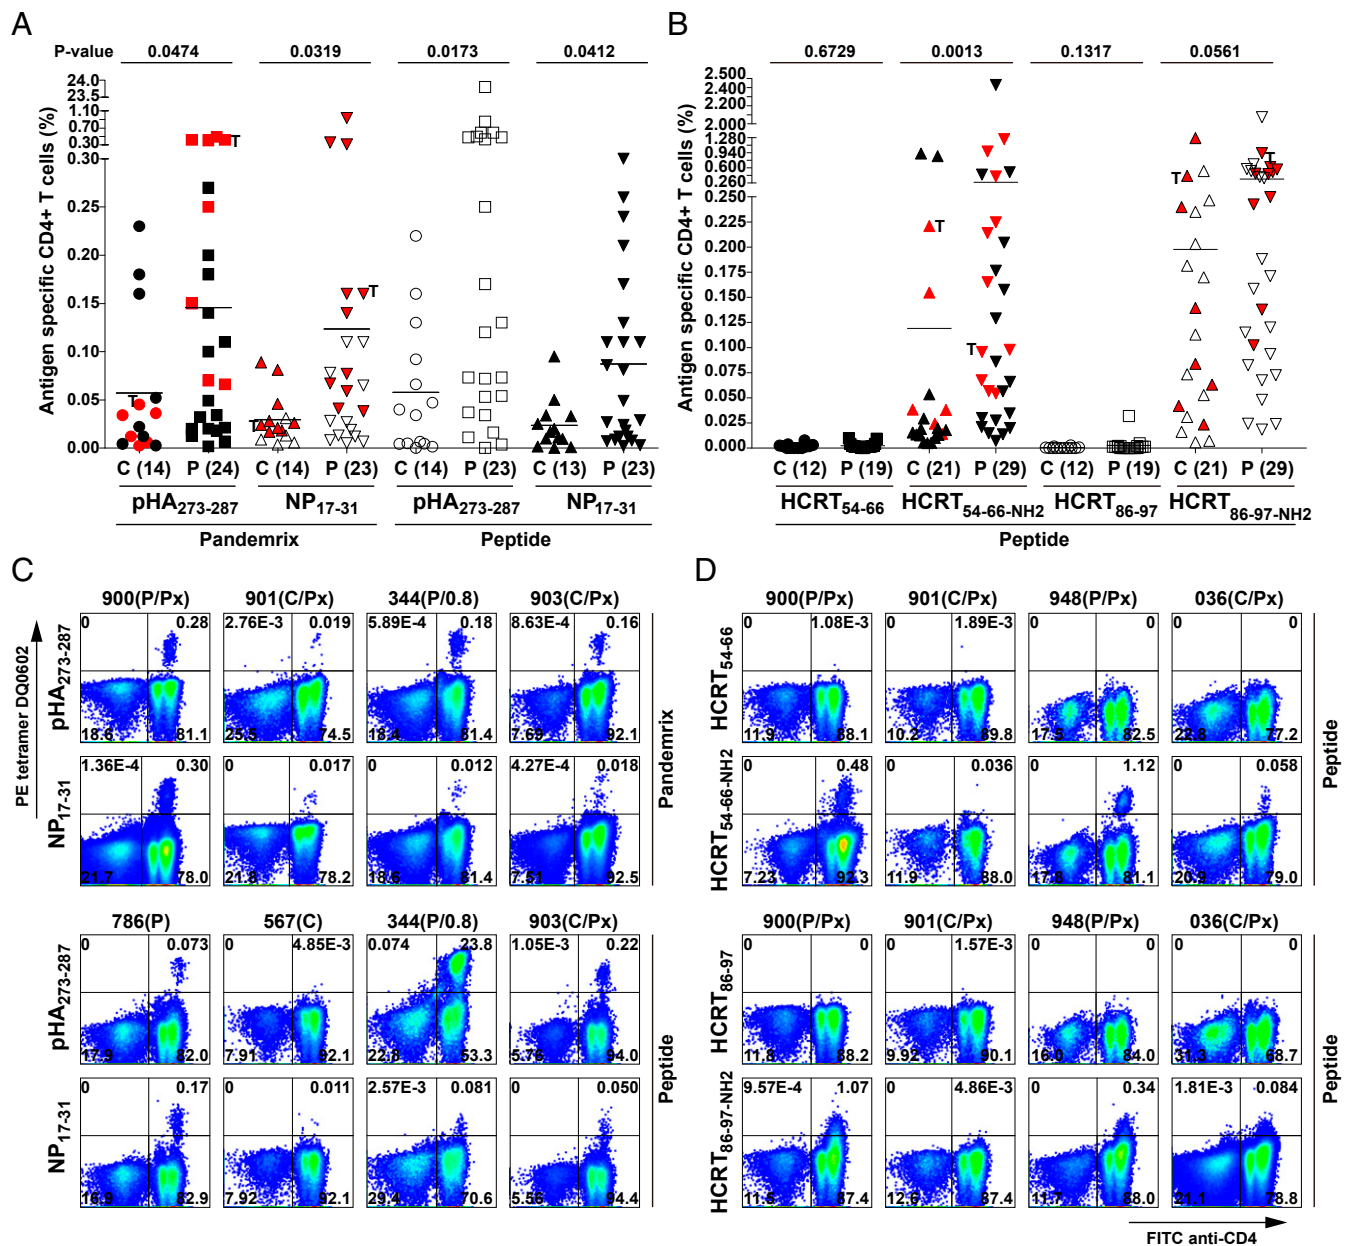 A
P-value 0.0474 0.0319 0.0173 0.0412
Antigen specific CD4+ T cells (%)
24.0
23.5
1.10
0.70
0.30
0.30
0.25
0.20
0.15
0.10
0.05
0.00
T
T
T
T
C (14) P (24) C (14) P (23) C (14) P (23) C (13) P (23)
pHA273-287 NP17-31 pHA273-287 NP17-31
Pandemrix Peptide
B
0.6729 0.0013 0.1317 0.0561
Antigen specific CD4+ T cells (%)
2.500
2.400
2.200
2.000
1.280
0.940
0.600
0.260
0.250
0.225
0.200
0.175
0.150
0.125
0.100
0.075
0.050
0.025
0.000
T
T
T
T
C (12) P (19) C (21) P (29) C (12) P (19) C (21) P (29)
HCRT54-66 HCRT54-66-NH2 HCRT86-97 HCRT86-97-NH2
Peptide
C
900(P/Px) 901(C/Px) 344(P/0.8) 903(C/Px)
PE tetramer DQ0602
pHA273-287
0 0.28 2.76E-3 0.019 5.89E-4 0.18 8.63E-4 0.16
18.6 81.1 25.5 74.5 18.4 81.4 7.69 92.1
NP17-31
1.36E-4 0.30 0 0.017 0 0.012 4.27E-4 0.018
21.7 78.0 21.8 78.2 18.6 81.4 7.51 92.5
Pandemrix
786(P) 567(C) 344(P/0.8) 903(C/Px)
pHA273-287
0 0.073 0 4.85E-3 0.074 23.8 1.05E-3 0.22
17.9 82.0 7.91 92.1 22.8 53.3 5.76 94.0
NP17-31
0 0.17 0 0.011 2.57E-3 0.081 0 0.050
16.9 82.9 7.92 92.1 29.4 70.6 5.56 94.4
Peptide
D
900(P/Px) 901(C/Px) 948(P/Px) 036(C/Px)
HCRT54-66
0 1.08E-3 0 1.89E-3 0 0 0 0
11.9 88.1 10.2 89.8 17.5 82.5 22.8 77.2
HCRT54-66-NH2
0 0.48 0 0.036 0 1.12 0 0.058
7.23 92.3 11.9 88.0 17.8 81.1 20.9 79.0
Peptide
900(P/Px) 901(C/Px) 948(P/Px) 036(C/Px)
HCRT86-97
0 0 0 1.57E-3 0 0 0 0
11.8 88.2 9.92 90.1 16.0 84.0 31.3 68.7
HCRT86-97-NH2
9.57E-4 1.07 0 4.86E-3 0 0.34 1.81E-3 0.084
11.5 87.4 12.6 87.4 11.7 88.0 21.1 78.8
Peptide
FITC anti-CD4